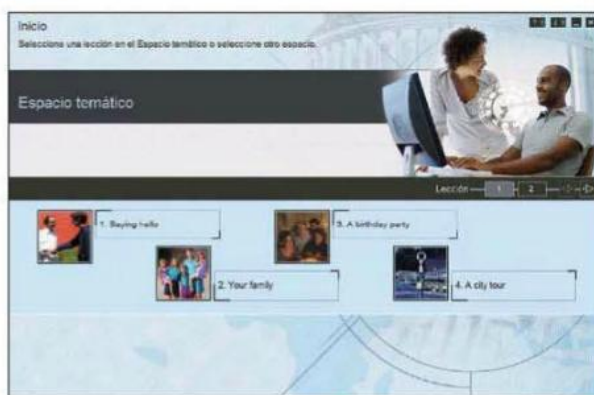 Inicio
Selecciona una lección en el Espacio temático o seleccione otro espacio.
Espacio temático
Lección
1
2
1. Saying hello
3. A birthday party
2. Your family
4. A city tour